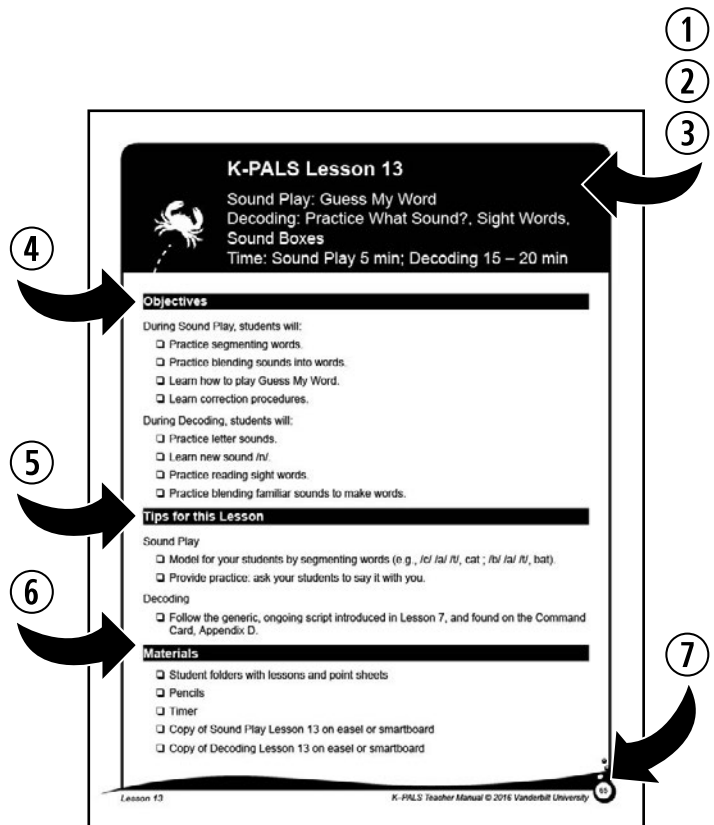 ①
②
③
K-PALS Lesson 13
Sound Play: Guess My Word
Decoding: Practice What Sound?, Sight Words,
Sound Boxes
Time: Sound Play 5 min; Decoding 15 – 20 min
④
Objectives
During Sound Play, students will:
❑ Practice segmenting words.
❑ Practice blending sounds into words.
❑ Learn how to play Guess My Word.
❑ Learn correction procedures.
During Decoding, students will:
❑ Practice letter sounds.
❑ Learn new sound /n/.
❑ Practice reading sight words.
❑ Practice blending familiar sounds to make words.
⑤
Tips for this Lesson
Sound Play
❑ Model for your students by segmenting words (e.g., /c/ /a/ /t/, cat ; /b/ /a/ /t/, bat).
❑ Provide practice: ask your students to say it with you.
⑥
Decoding
❑ Follow the generic, ongoing script introduced in Lesson 7, and found on the Command
Card, Appendix D.
Materials
❑ Student folders with lessons and point sheets
❑ Pencils
❑ Timer
❑ Copy of Sound Play Lesson 13 on easel or smartboard
❑ Copy of Decoding Lesson 13 on easel or smartboard
⑦
Lesson 13
K–PALS Teacher Manual © 2016 Vanderbilt University
65